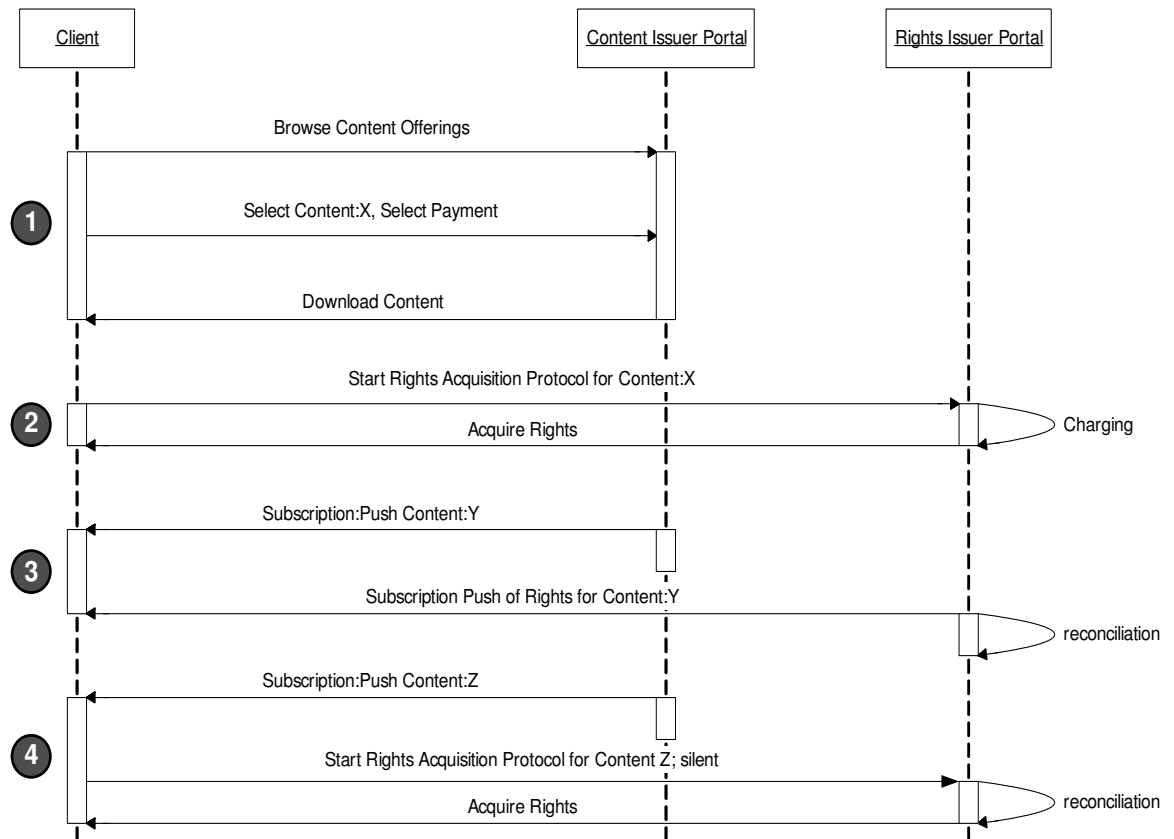 Client
Content Issuer Portal
Rights Issuer Portal
Browse Content Offerings
1
Select Content:X, Select Payment
Download Content
Start Rights Acquisition Protocol for Content:X
2
Acquire Rights
Charging
Subscription:Push Content:Y
3
Subscription Push of Rights for Content:Y
reconciliation
Subscription:Push Content:Z
4
Start Rights Acquisition Protocol for Content Z; silent
Acquire Rights
reconciliation